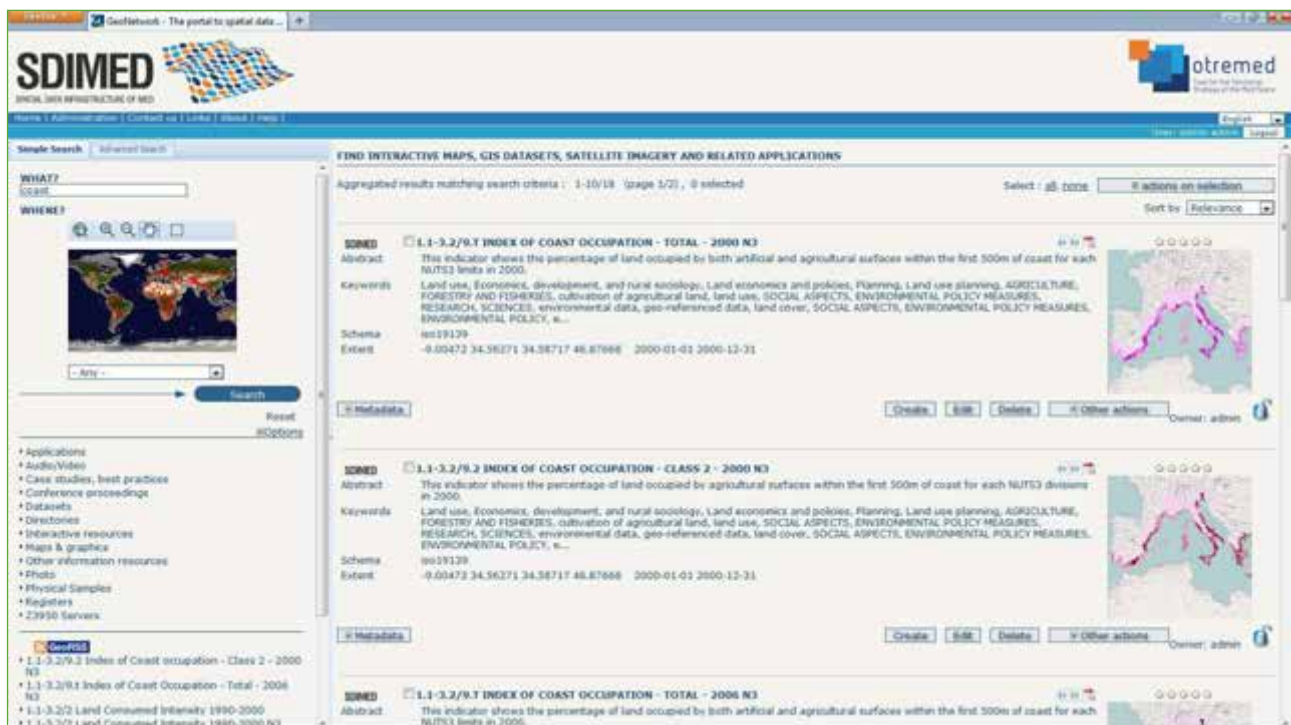 GeoNetwork - The portal to spatial data ...
SDIMED
SPATIAL DATA INFRASTRUCTURE OF MED
otremed
Home | Administration | Contact us | Links | About | Help |
English
User: admin admin Logout
Simple Search Advanced Search
WHAT?
coast
WHERE?
- Any -
Search
Reset
Options
Applications
Audio/Video
Case studies, best practices
Conference proceedings
Datasets
Directories
Interactive resources
Maps & graphics
Other information resources
Photo
Physical Samples
Registers
Z3950 Servers
GeoRSS
1.1-3.2/9.2 Index of Coast occupation - Class 2 - 2000
N3
1.1-3.2/9.t Index of Coast Occupation - Total - 2006
N3
1.1-3.2/2 Land Consumed Intensity 1990-2000
1.1-3.2/2 Land Consumed Intensity 1990-2000 N3
FIND INTERACTIVE MAPS, GIS DATASETS, SATELLITE IMAGERY AND RELATED APPLICATIONS
Aggregated results matching search criteria : 1-10/18 (page 1/2) , 0 selected
Select : all, none actions on selection
Sort by Relevance
SDIMED 1.1-3.2/9.T INDEX OF COAST OCCUPATION - TOTAL - 2000 N3
Abstract This indicator shows the percentage of land occupied by both artificial and agricultural surfaces within the first 500m of coast for each
NUTS3 limits in 2000.
Keywords Land use, Economics, development, and rural sociology, Land economics and policies, Planning, Land use planning, AGRICULTURE,
FORESTRY AND FISHERIES, cultivation of agricultural land, land use, SOCIAL ASPECTS, ENVIRONMENTAL POLICY MEASURES,
RESEARCH, SCIENCES, environmental data, geo-referenced data, land cover, SOCIAL ASPECTS, ENVIRONMENTAL POLICY MEASURES,
ENVIRONMENTAL POLICY, e...
Schema iso19139
Extent -9.00472 34.56271 34.58717 46.87668 2000-01-01 2000-12-31
Metadata Create Edit Delete Other actions Owner: admin
SDIMED 1.1-3.2/9.2 INDEX OF COAST OCCUPATION - CLASS 2 - 2000 N3
Abstract This indicator shows the percentage of land occupied by agricultural surfaces within the first 500m of coast for each NUTS3 divisions
in 2000.
Keywords Land use, Economics, development, and rural sociology, Land economics and policies, Planning, Land use planning, AGRICULTURE,
FORESTRY AND FISHERIES, cultivation of agricultural land, land use, SOCIAL ASPECTS, ENVIRONMENTAL POLICY MEASURES,
RESEARCH, SCIENCES, environmental data, geo-referenced data, land cover, SOCIAL ASPECTS, ENVIRONMENTAL POLICY MEASURES,
ENVIRONMENTAL POLICY, e...
Schema iso19139
Extent -9.00472 34.56271 34.58717 46.87668 2000-01-01 2000-12-31
Metadata Create Edit Delete Other actions Owner: admin
SDIMED 1.1-3.2/9.T INDEX OF COAST OCCUPATION - TOTAL - 2006 N3
Abstract This indicator shows the percentage of land occupied by both artificial and agricultural surfaces within the first 500m of coast for each
NUTS3 limits in 2006.